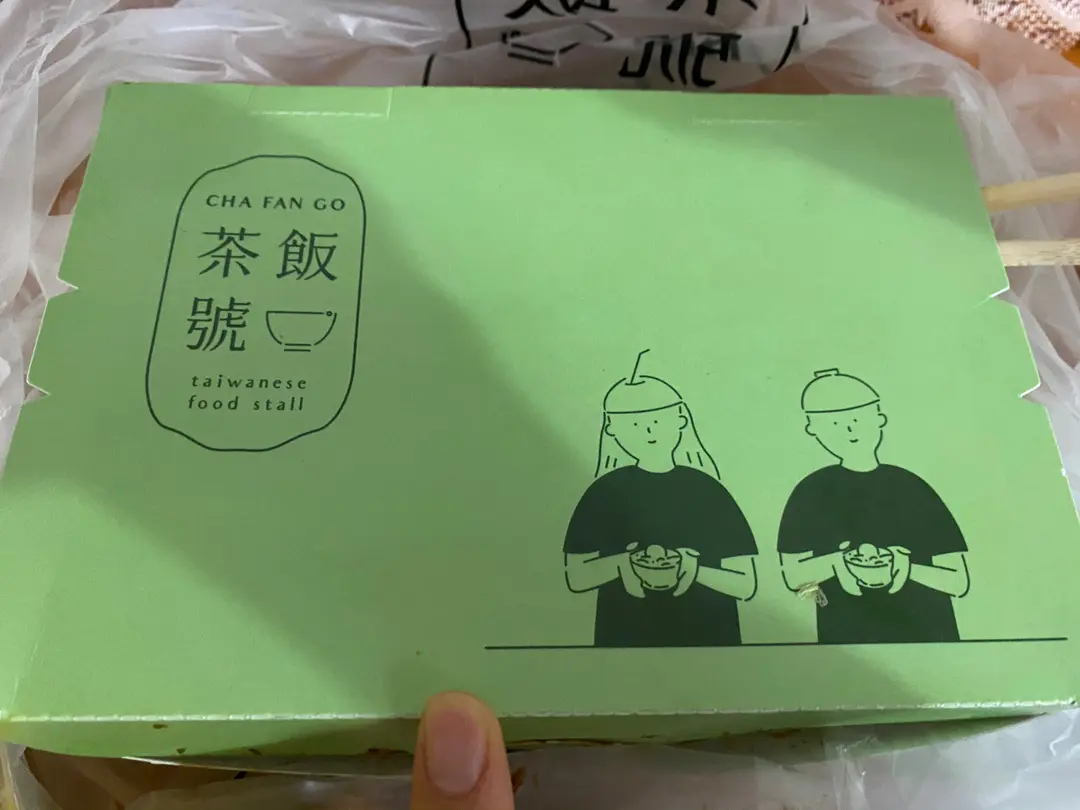 CHA FAN GO
茶飯
號
taiwanese
food stall